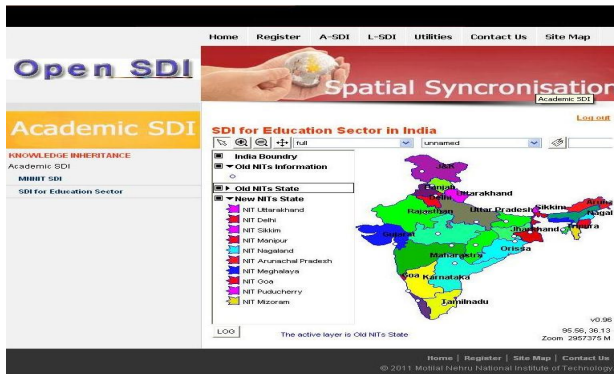 Home Register A-SDI L-SDI Utilities Contact Us Site Map
Open SDI
Spatial Syncronisation
Academic SDI
Log out
Academic SDI
SDI for Education Sector in India
full
unnamed
KNOWLEDGE INHERITANCE
Academic SDI
MNNIT SDI
SDI for Education Sector
India Boundry
Old NITs Information
Old NITs State
New NITs State
NIT Uttarakhand
NIT Delhi
NIT Sikkim
NIT Manipur
NIT Nagaland
NIT Arunachal Pradesh
NIT Meghalaya
NIT Goa
NIT Puducherry
NIT Mizoram
J&K
Punjab
Uttarakhand
Delhi
Rajasthan
Uttar Pradesh
Sikkim
Aruna
Nagal
Gujarat
Jharkhand
Tripura
Maharastra
Orissa
Goa
Karnataka
Tamilnadu
v0.96
LOG
The active layer is Old NITs State
95.56, 36.13
Zoom 2957375 M
Home | Register | Site Map | Contact Us
© 2011 Motilal Nehru National Institute of Technology